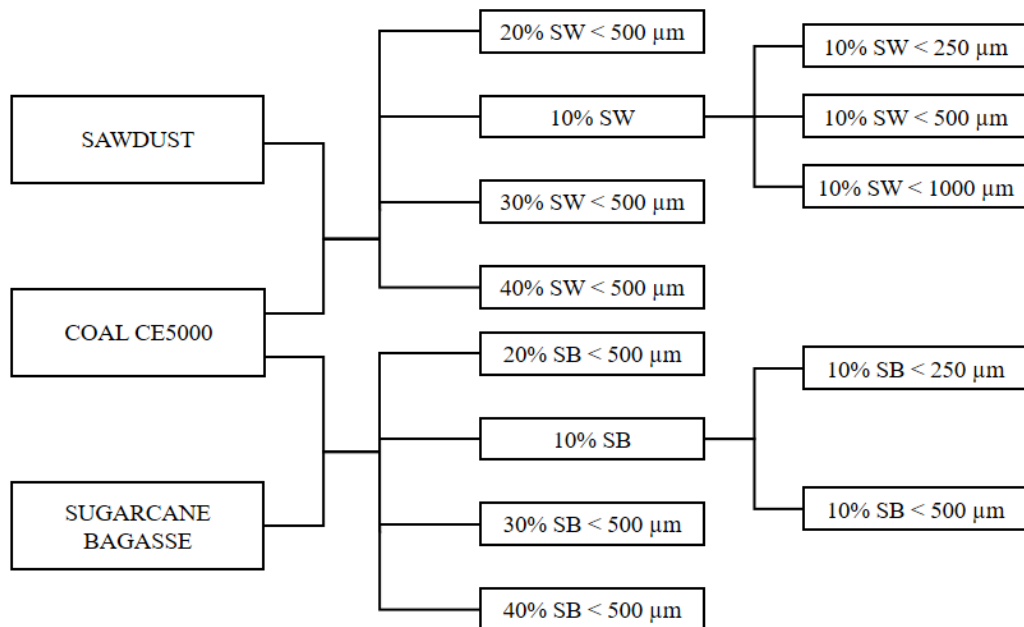 SAWDUST
COAL CE5000
SUGARCANE
BAGASSE
20% SW < 500 µm
10% SW
30% SW < 500 µm
40% SW < 500 µm
20% SB < 500 µm
10% SB
30% SB < 500 µm
40% SB < 500 µm
10% SW < 250 µm
10% SW < 500 µm
10% SW < 1000 µm
10% SB < 250 µm
10% SB < 500 µm